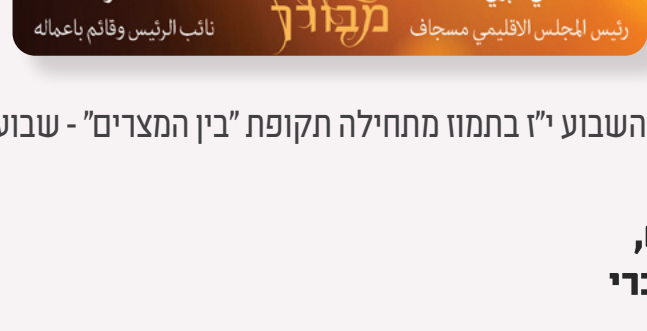 رئيس المجلس الاقليمي مسجاف
מבורך
نائب الرئيس وقائم باعماله
השבוע י"ז בתמוז מתחילה תקופת "בין המצרים" - שבוע